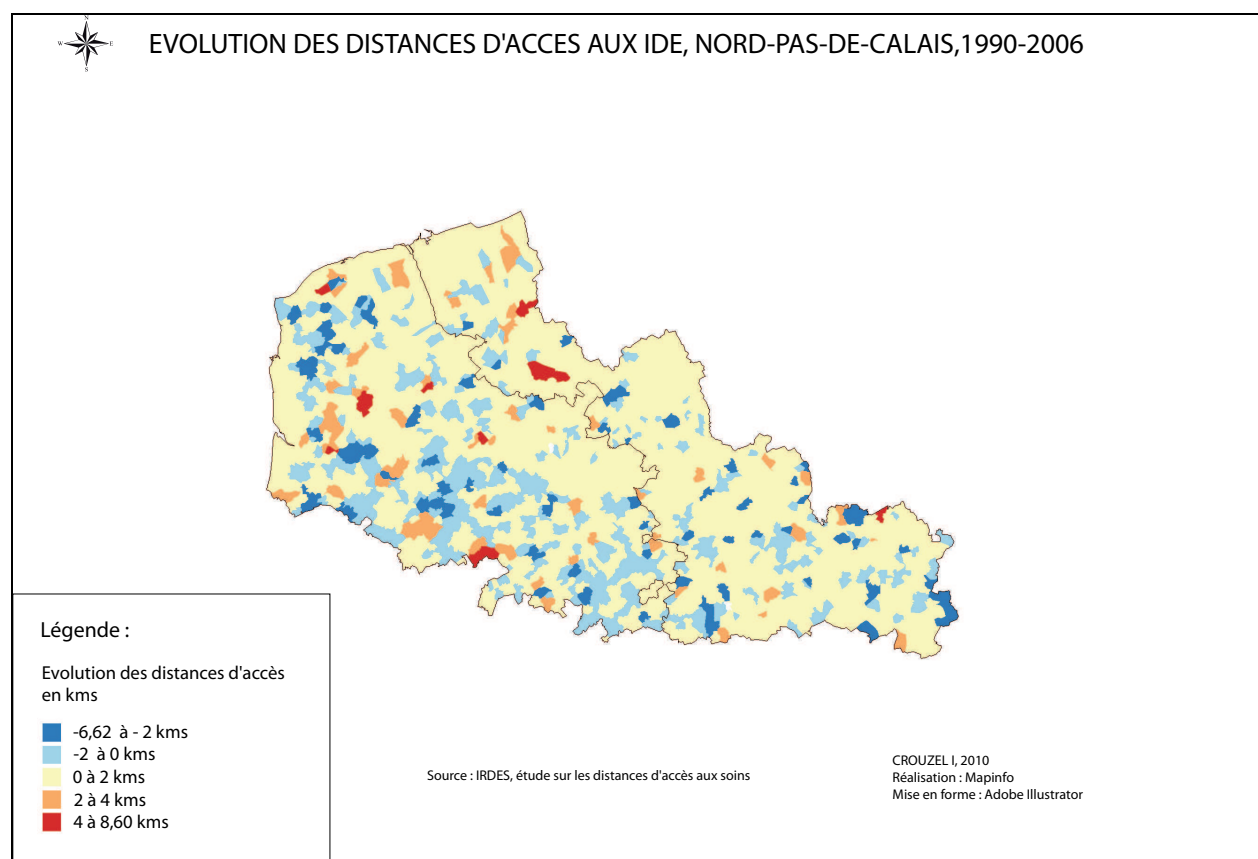 N
W
E
S
EVOLUTION DES DISTANCES D'ACCES AUX IDE, NORD-PAS-DE-CALAIS,1990-2006
Légende :
Evolution des distances d'accès
en kms
-6,62 à - 2 kms
-2 à 0 kms
0 à 2 kms
2 à 4 kms
4 à 8,60 kms
Source : IRDES, étude sur les distances d'accès aux soins
CROUZEL I, 2010
Réalisation : Mapinfo
Mise en forme : Adobe Illustrator